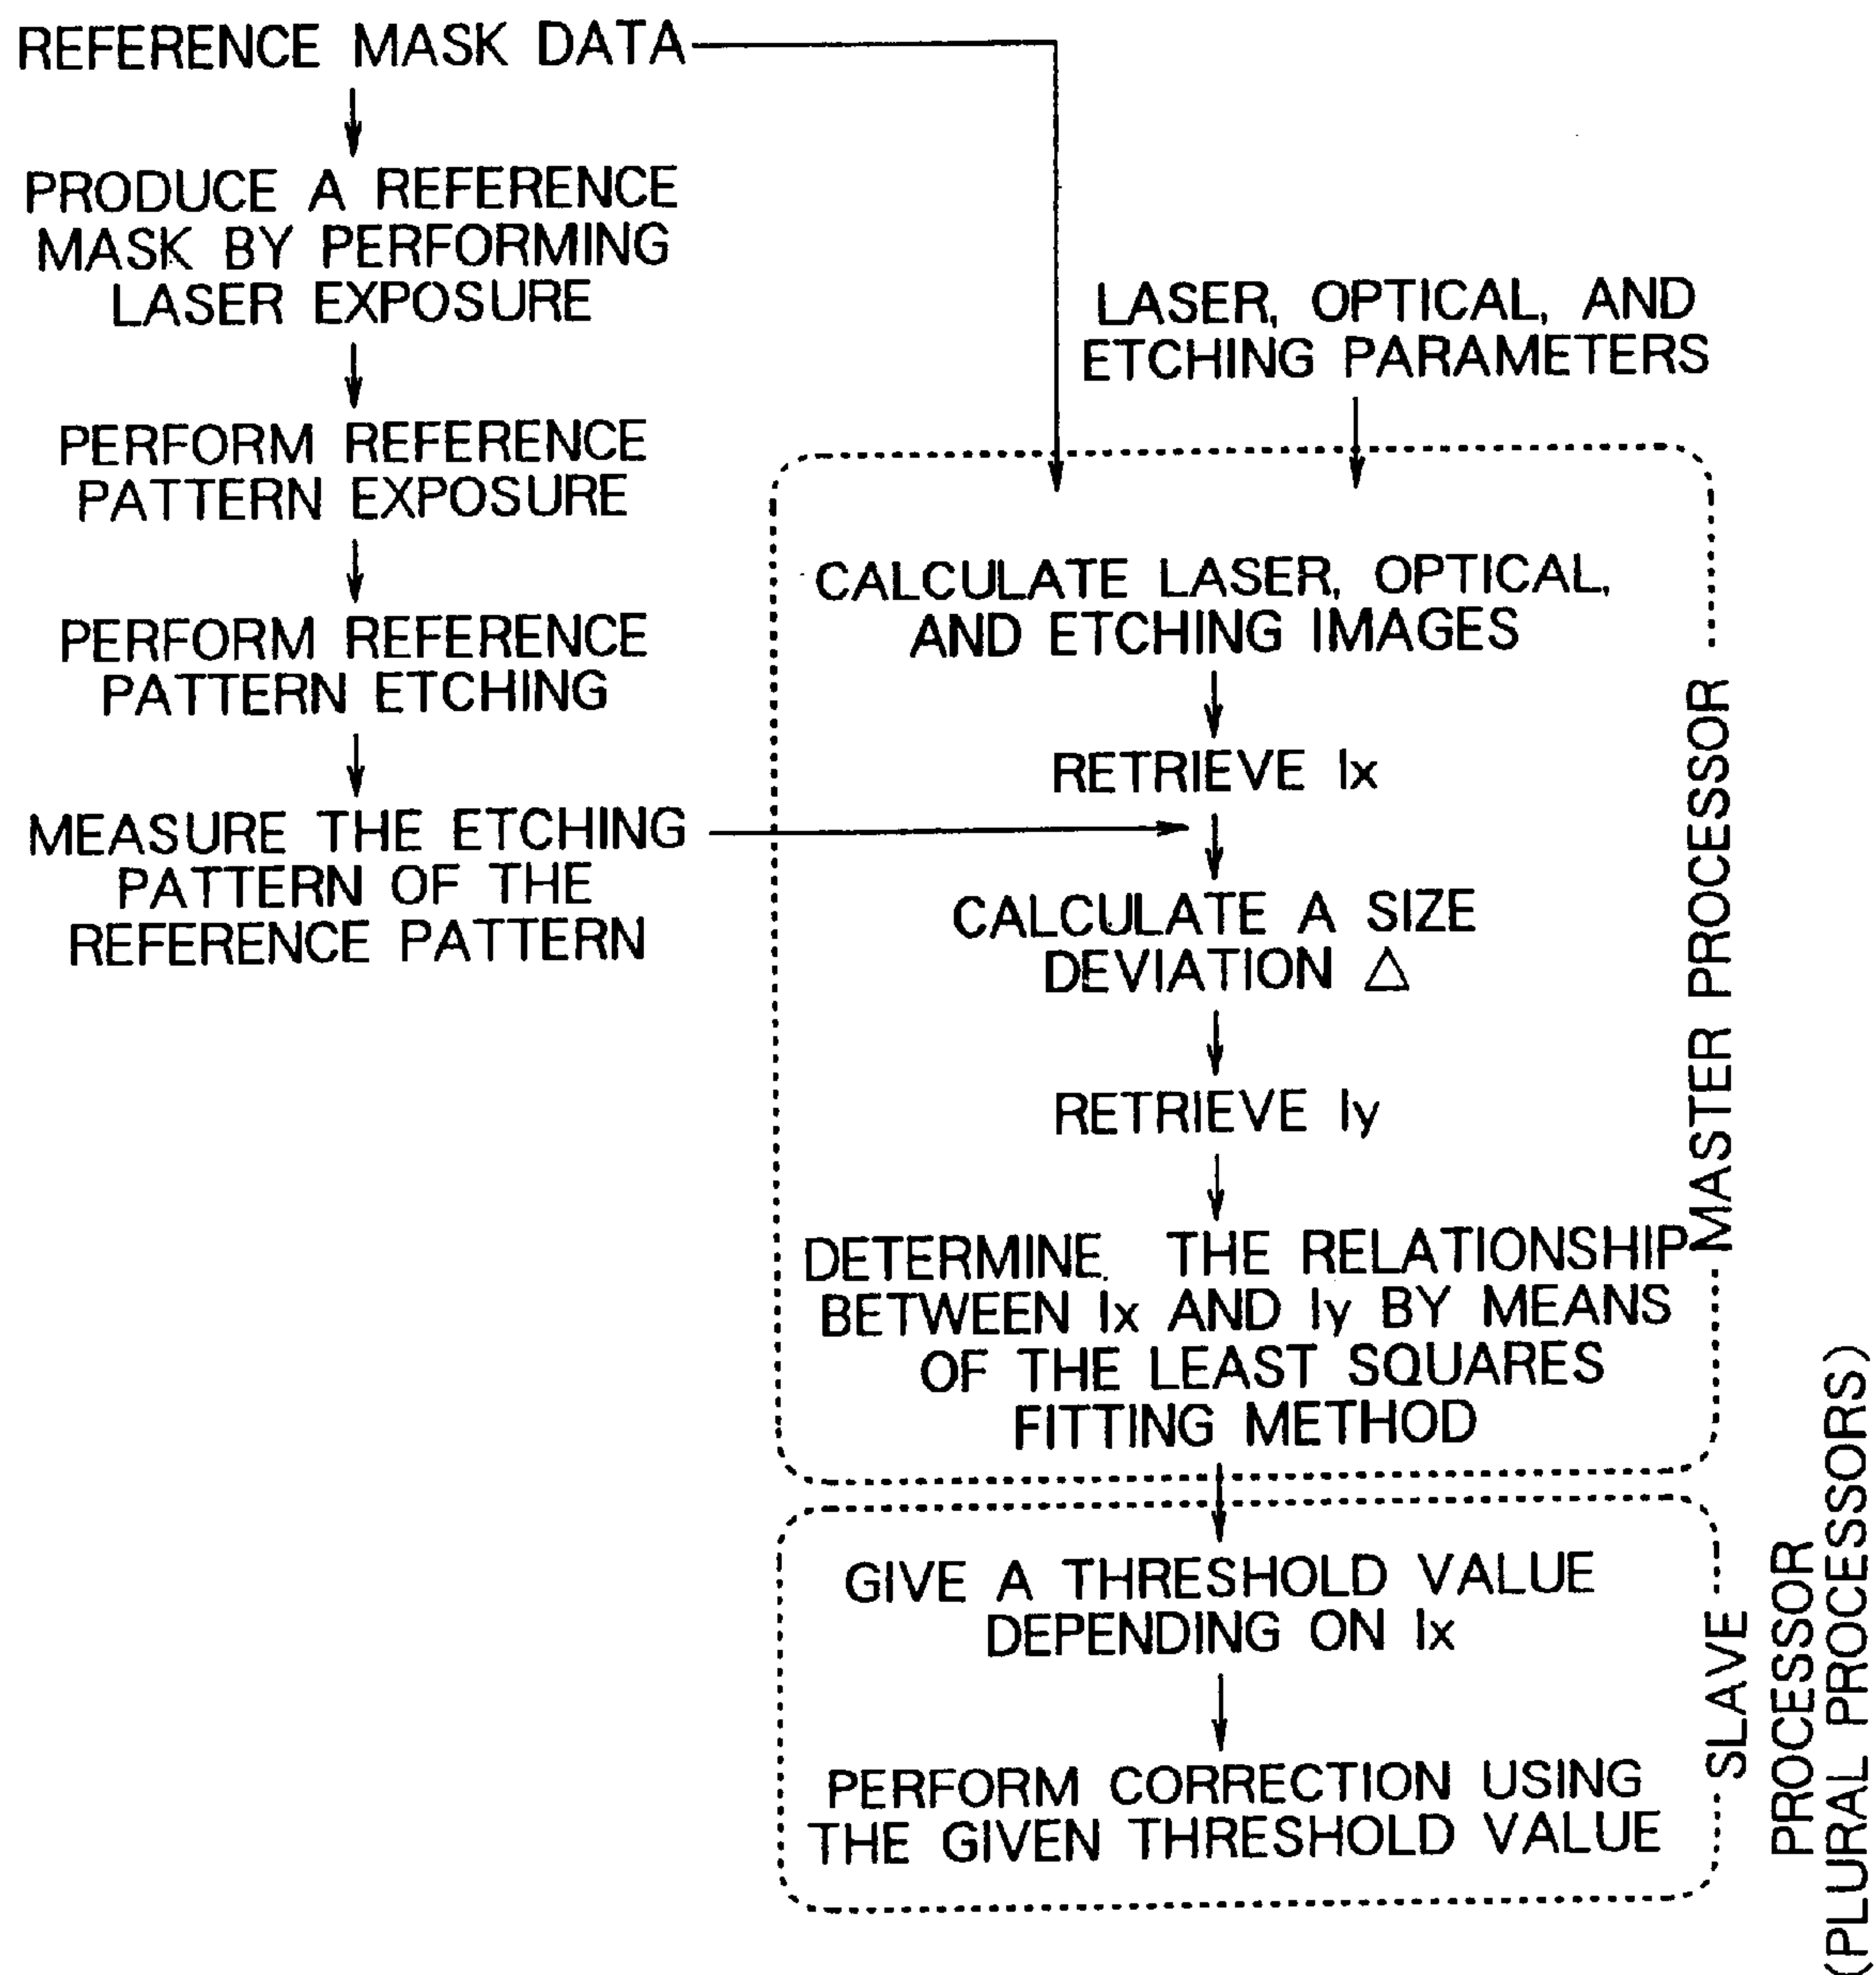 REFERENCE MASK DATA
PRODUCE A REFERENCE
MASK BY PERFORMING
LASER EXPOSURE
PERFORM REFERENCE
PATTERN EXPOSURE
PERFORM REFERENCE
PATTERN ETCHING
MEASURE THE ETCHING
PATTERN OF THE
REFERENCE PATTERN
LASER, OPTICAL, AND
ETCHING PARAMETERS
CALCULATE LASER, OPTICAL,
AND ETCHING IMAGES
RETRIEVE Ix
CALCULATE A SIZE
DEVIATION △
RETRIEVE Iy
DETERMINE THE RELATIONSHIP
BETWEEN Ix AND Iy BY MEANS
OF THE LEAST SQUARES
FITTING METHOD
MASTER PROCESSOR
GIVE A THRESHOLD VALUE
DEPENDING ON Ix
PERFORM CORRECTION USING
THE GIVEN THRESHOLD VALUE
SLAVE
PROCESSOR
(PLURAL PROCESSORS)